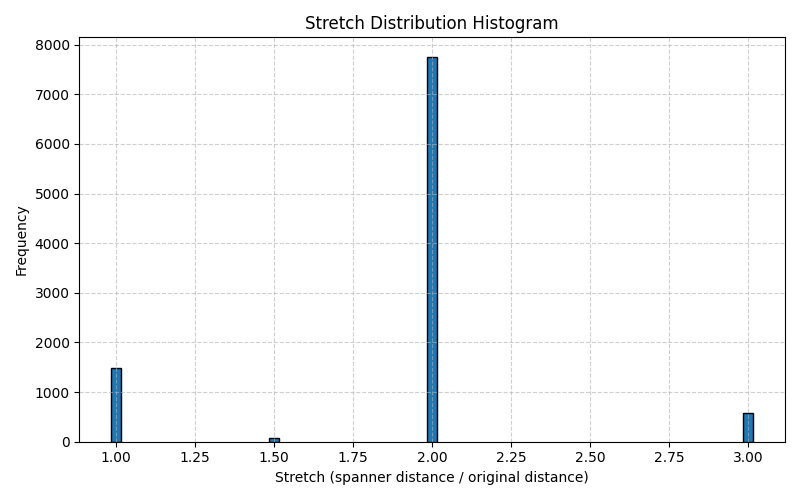 Stretch Distribution Histogram
8000
7000
6000
5000
4000
3000
2000
1000
0
Frequency
1.00 1.25 1.50 1.75 2.00 2.25 2.50 2.75 3.00
Stretch (spanner distance / original distance)